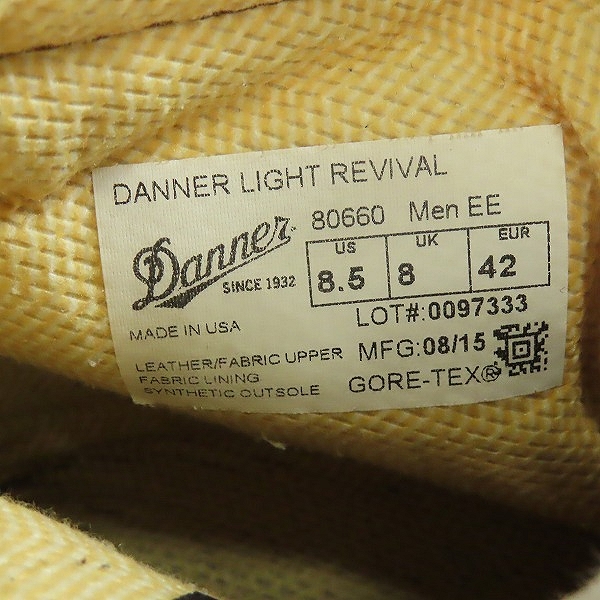 DANNER LIGHT REVIVAL
80660 Men EE
Danner
SINCE 1932
US UK EUR
8.5 8 42
LOT#:0097333
MADE IN USA
MFG:08/15
LEATHER/FABRIC UPPER
FABRIC LINING
SYNTHETIC OUTSOLE
GORE-TEX®